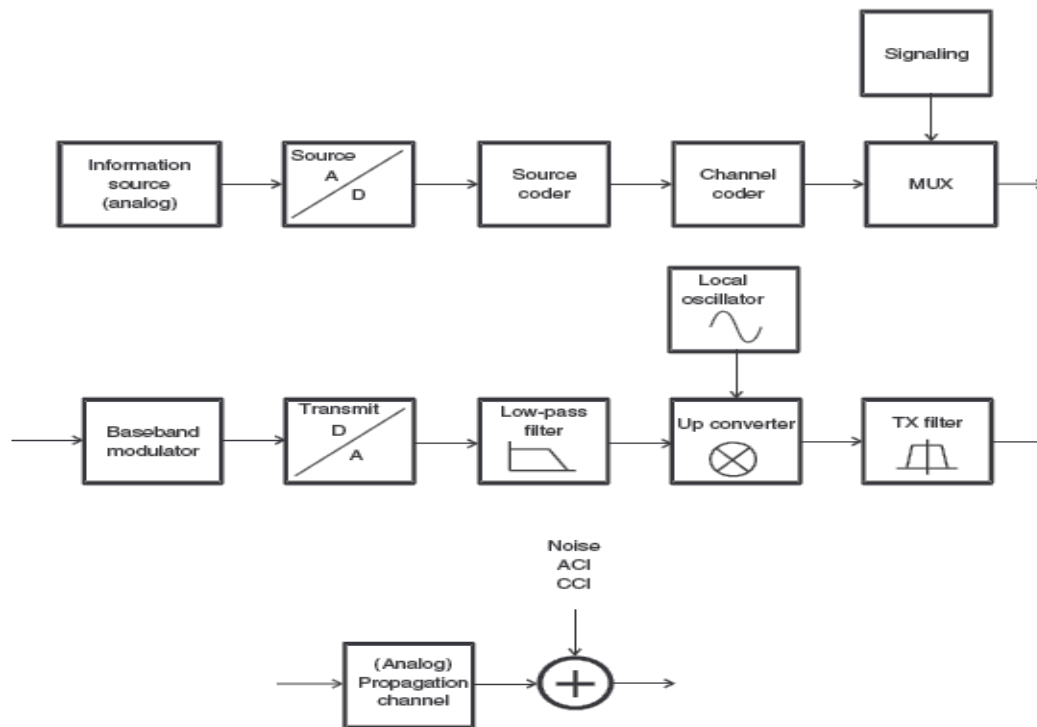 Signaling
Information
source
(analog)
Source
A
D
Source
coder
Channel
coder
MUX
Local
oscillator
Baseband
modulator
Transmit
D
A
Low-pass
filter
Up converter
TX filter
Noise
ACI
CCI
(Analog)
Propagation
channel